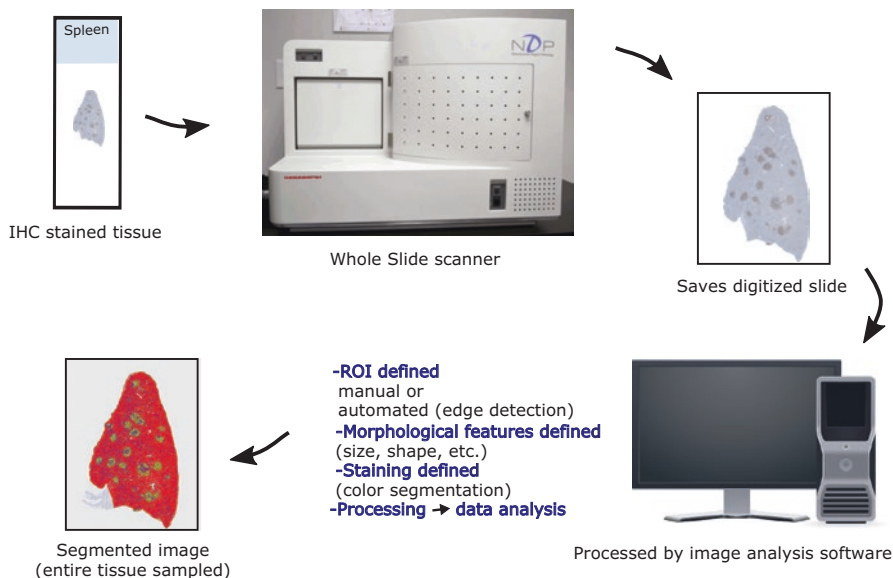 Spleen
IHC stained tissue
NDP
HAMAMATSU
Whole Slide scanner
Saves digitized slide
-ROI defined
manual or
automated (edge detection)
-Morphological features defined
(size, shape, etc.)
-Staining defined
(color segmentation)
-Processing → data analysis
Processed by image analysis software
Segmented image
(entire tissue sampled)